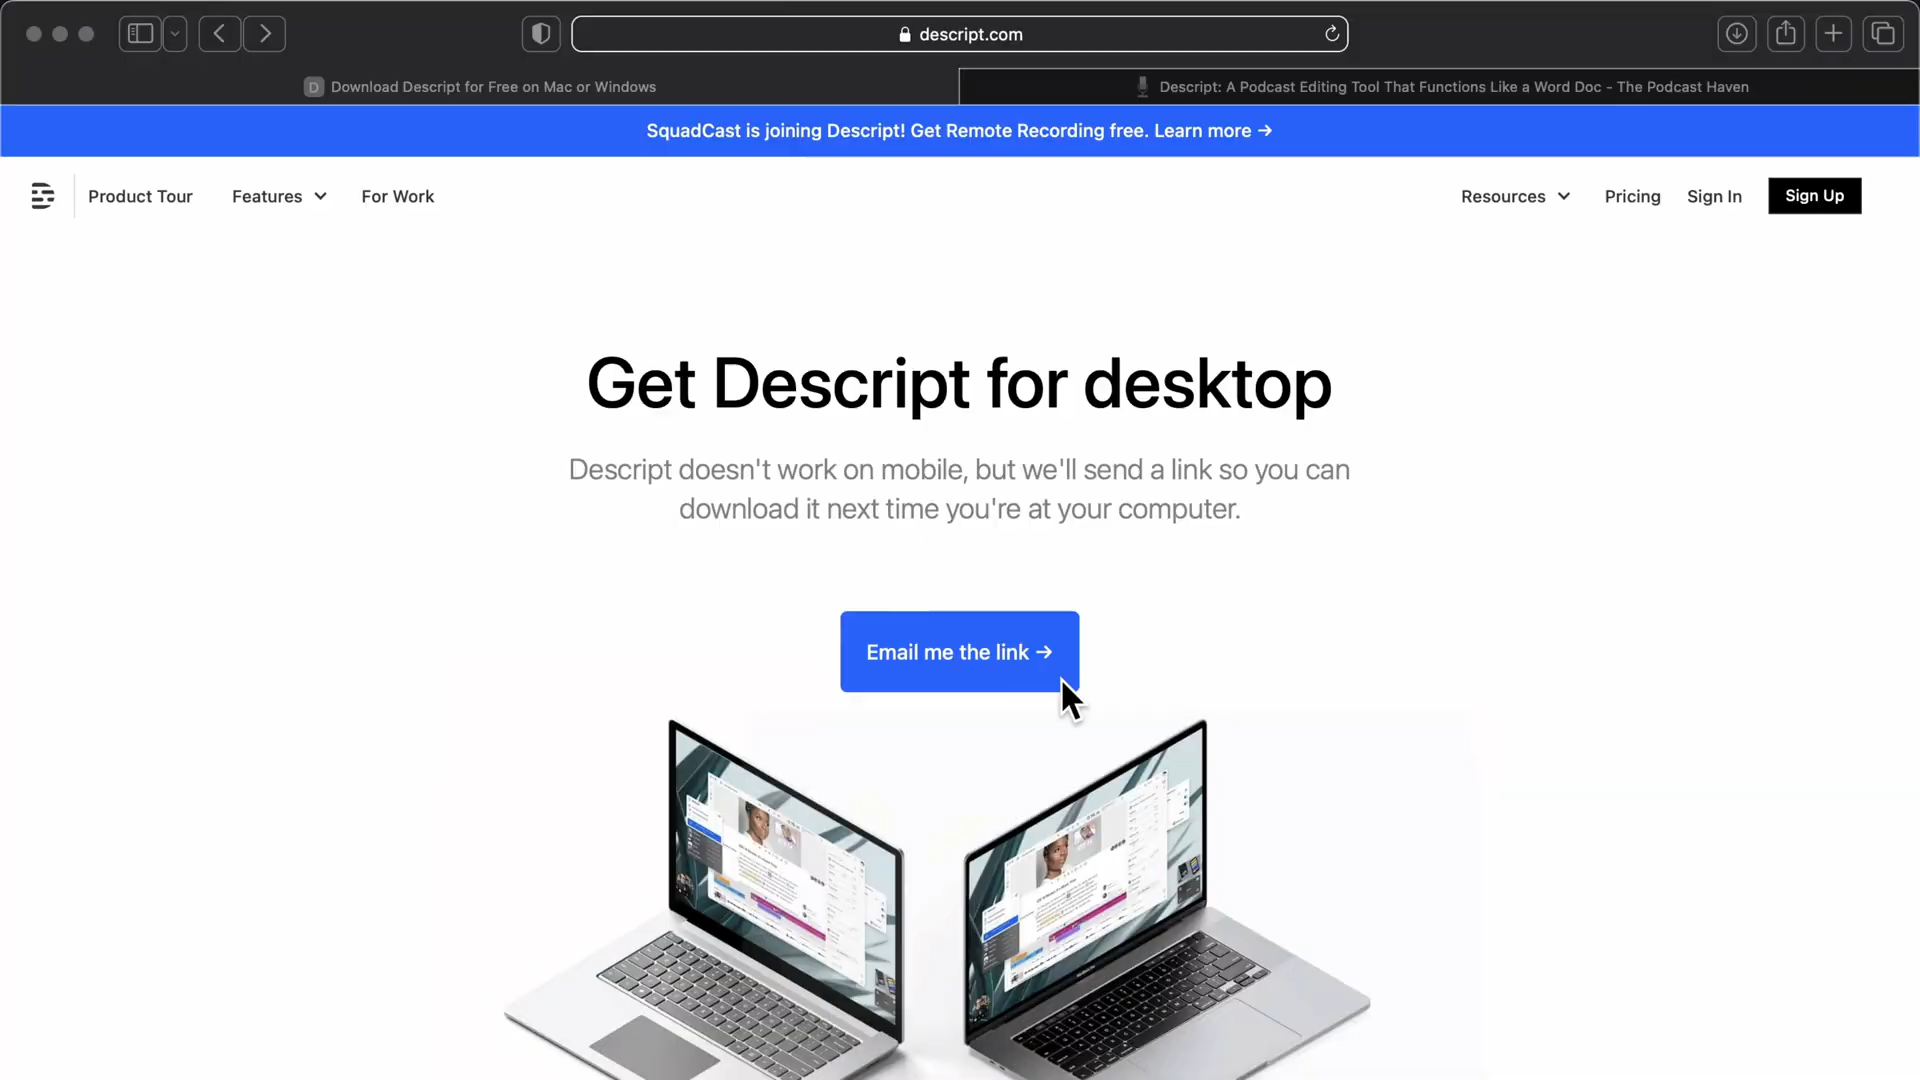 descript.com
D Download Descript for Free on Mac or Windows
Descript: A Podcast Editing Tool That Functions Like a Word Doc - The Podcast Haven
SquadCast is joining Descript! Get Remote Recording free. Learn more →
Product Tour
Features
For Work
Resources
Pricing
Sign In
Sign Up
Get Descript for desktop
Descript doesn't work on mobile, but we'll send a link so you can
download it next time you're at your computer.
Email me the link →